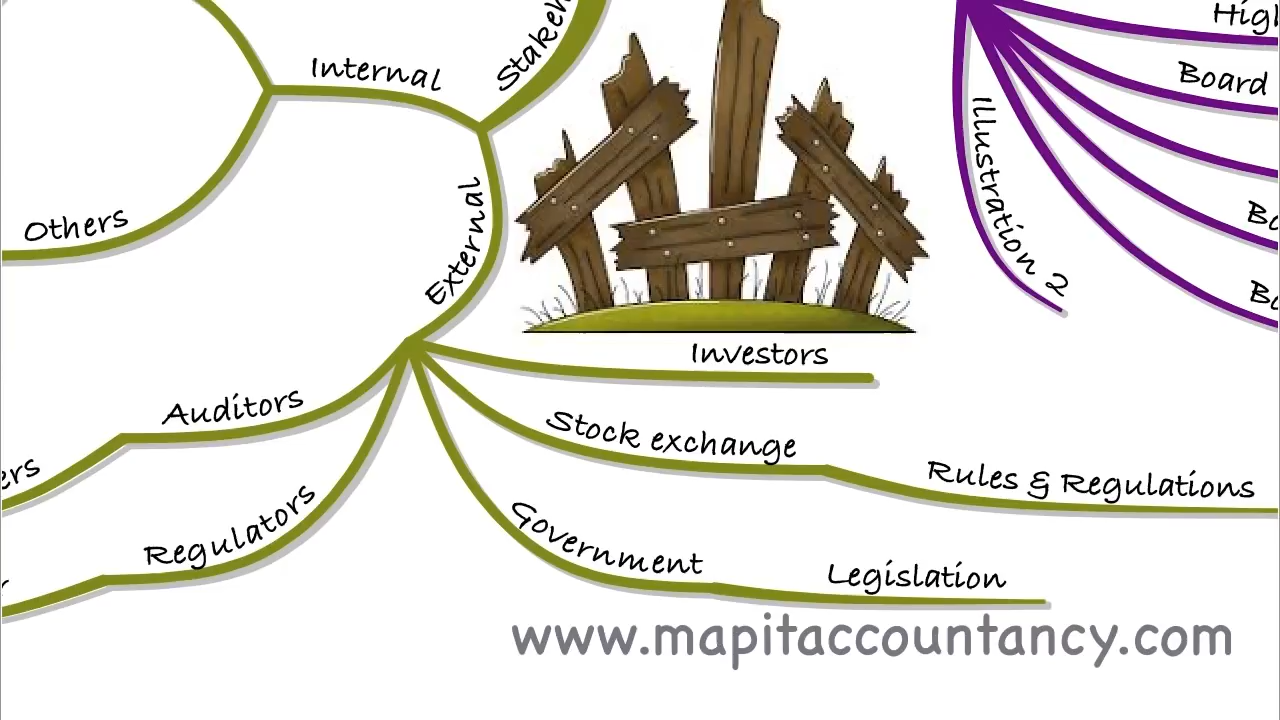 Internal
External
Others
Illustration 2
Board
Investors
Auditors
Stock exchange
Rules & Regulations
Regulators
Government
Legislation
www.mapitaccountancy.com